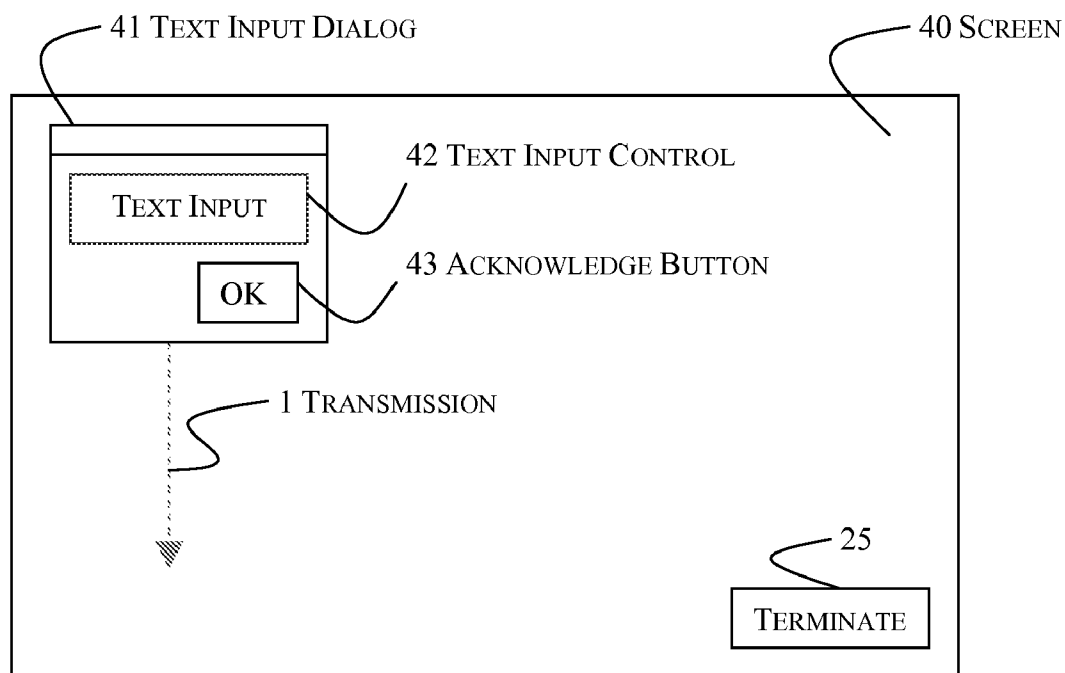 41 TEXT INPUT DIALOG
40 SCREEN
42 TEXT INPUT CONTROL
TEXT INPUT
43 ACKNOWLEDGE BUTTON
OK
1 TRANSMISSION
25
TERMINATE